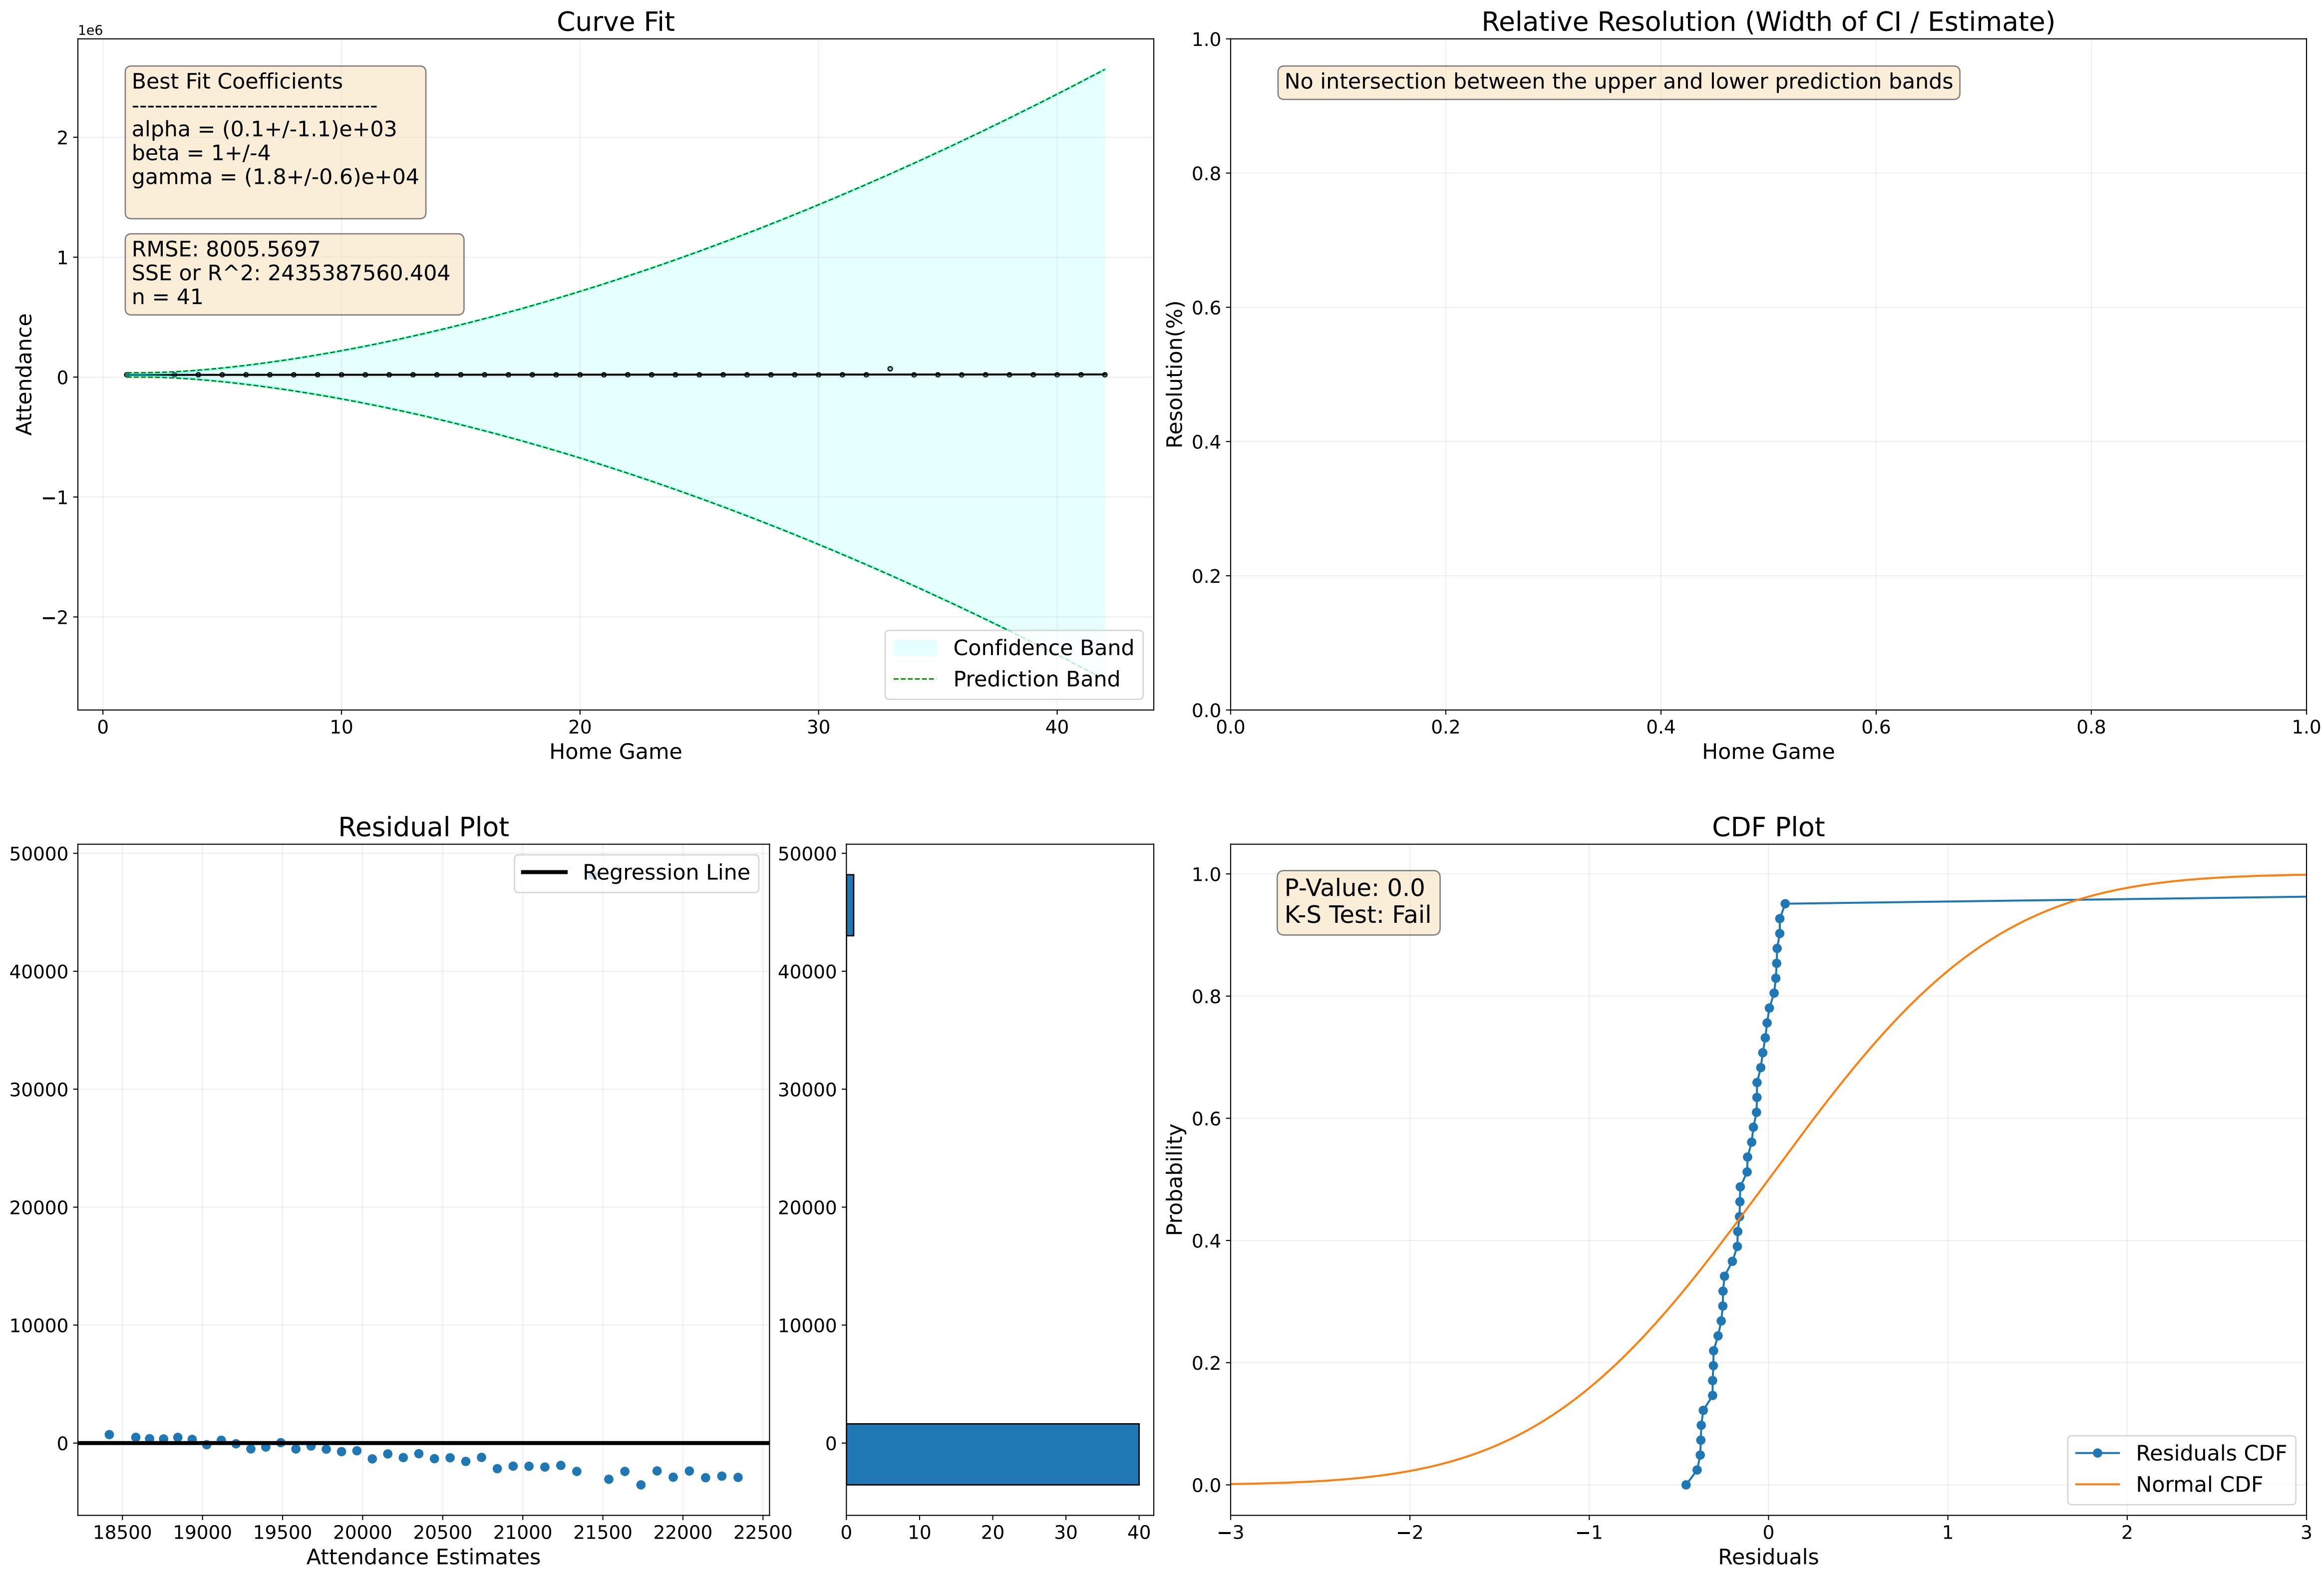 Curve Fit
1e6
Best Fit Coefficients
--------------------------------
alpha = (0.1+/-1.1)e+03
beta = 1+/-4
gamma = (1.8+/-0.6)e+04
RMSE: 8005.5697
SSE or R^2: 2435387560.404
n = 41
2
1
0
−1
−2
Attendance
Confidence Band
Prediction Band
0
10
20
30
40
Home Game
Relative Resolution (Width of CI / Estimate)
No intersection between the upper and lower prediction bands
1.0
0.8
0.6
0.4
0.2
0.0
Resolution(%)
0.0
0.2
0.4
0.6
0.8
1.0
Home Game
Residual Plot
Regression Line
50000
40000
30000
20000
10000
0
18500
19000
19500
20000
20500
21000
21500
22000
22500
Attendance Estimates
50000
40000
30000
20000
10000
0
0
10
20
30
40
CDF Plot
P-Value: 0.0
K-S Test: Fail
1.0
0.8
0.6
0.4
0.2
0.0
Probability
Residuals CDF
Normal CDF
−3
−2
−1
0
1
2
3
Residuals